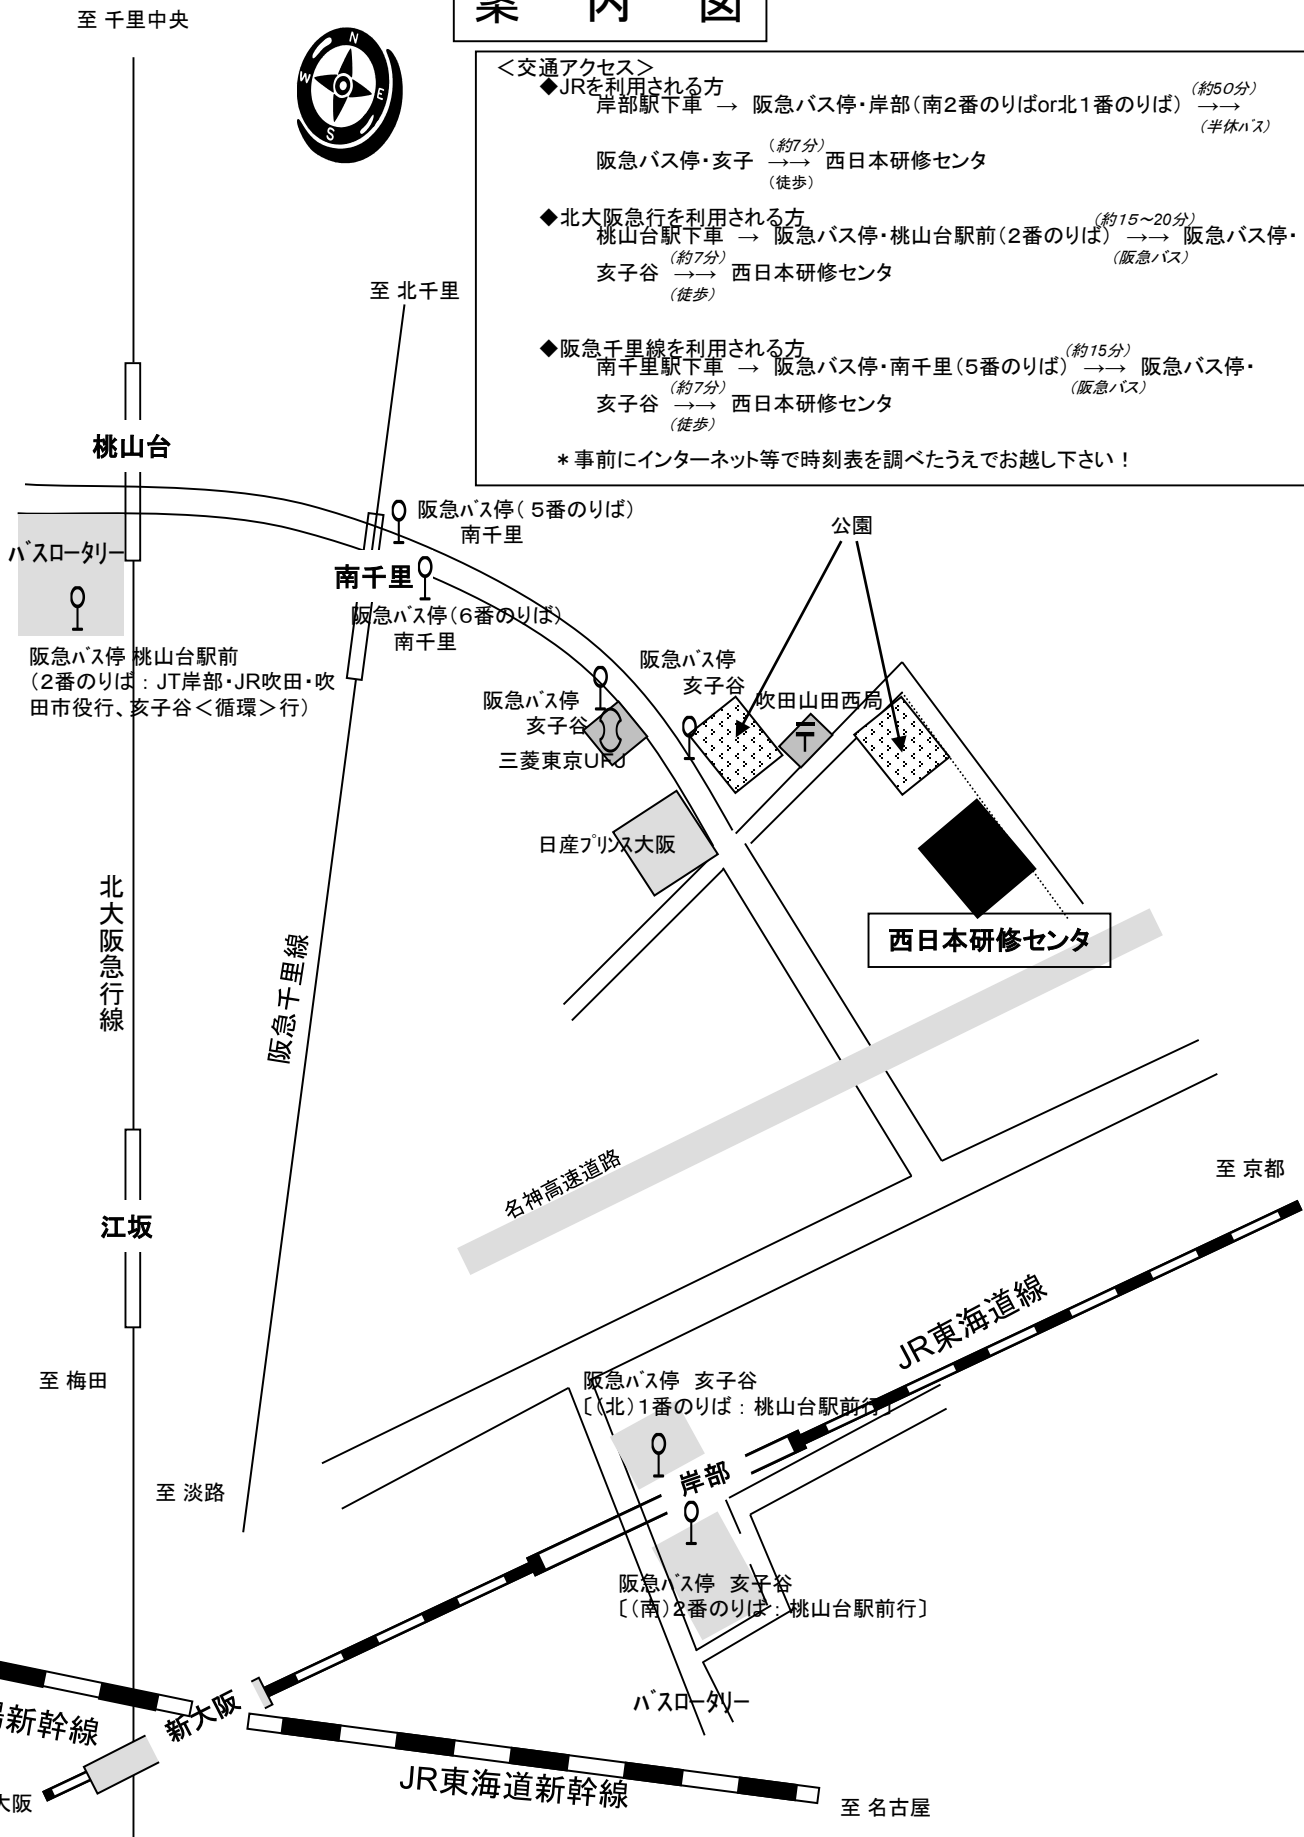 案 内 図
至 千里中央
N
W
E
S
＜交通アクセス＞
◆JRを利用される方
岸部駅下車 → 阪急バス停・岸部（南2番のりばor北1番のりば） (約50分) →→ (半休バス)
阪急バス停・亥子 (約7分) →→ (徒歩) 西日本研修センタ
◆北大阪急行を利用される方
桃山台駅下車 → 阪急バス停・桃山台駅前（2番のりば） (約15～20分) →→ (阪急バス) 阪急バス停・
亥子谷 (約7分) →→ (徒歩) 西日本研修センタ
◆阪急千里線を利用される方
南千里駅下車 → 阪急バス停・南千里（5番のりば） (約15分) →→ (阪急バス) 阪急バス停・
亥子谷 (約7分) →→ (徒歩) 西日本研修センタ
＊事前にインターネット等で時刻表を調べたうえでお越し下さい！
至 北千里
桃山台
阪急バス停（５番のりば）
南千里
公園
バスロータリー
南千里
阪急バス停（６番のりば）
南千里
阪急バス停 桃山台駅前
（2番のりば：JT岸部・JR吹田・吹
田市役行、亥子谷＜循環＞行）
阪急バス停
亥子谷
吹田山田西局
〒
阪急バス停
亥子谷
三菱東京UFJ
日産プリンス大阪
西日本研修センタ
北大阪急行線
阪急千里線
名神高速道路
至 京都
江坂
JR東海道線
至 梅田
阪急バス停 亥子谷
〔（北）１番のりば：桃山台駅前行〕
岸部
至 淡路
阪急バス停 亥子谷
〔（南）２番のりば：桃山台駅前行〕
バスロータリー
新大阪
新幹線
JR東海道新幹線
大阪
至 名古屋